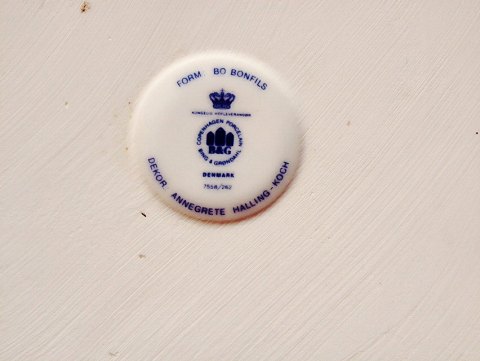 FORM. BO BONFILS
KONGELIG HOFLEVERANDØR
COPENHAGEN PORCELAIN
B&G
BING & GRØNDAHL
DENMARK
7558/262
DEKOR. ANNEGRETE HALLING-KOCH